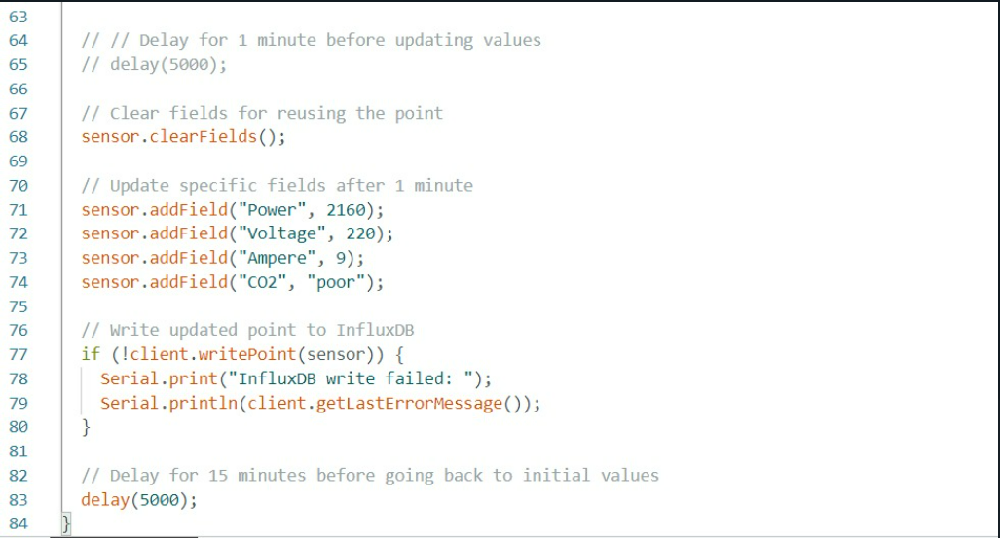 63
64 // // Delay for 1 minute before updating values
65 // delay(5000);
66
67 // Clear fields for reusing the point
68 sensor.clearFields();
69
70 // Update specific fields after 1 minute
71 sensor.addField("Power", 2160);
72 sensor.addField("Voltage", 220);
73 sensor.addField("Ampere", 9);
74 sensor.addField("CO2", "poor");
75
76 // Write updated point to InfluxDB
77 if (!client.writePoint(sensor)) {
78 Serial.print("InfluxDB write failed: ");
79 Serial.println(client.getLastErrorMessage());
80 }
81
82 // Delay for 15 minutes before going back to initial values
83 delay(5000);
84 }